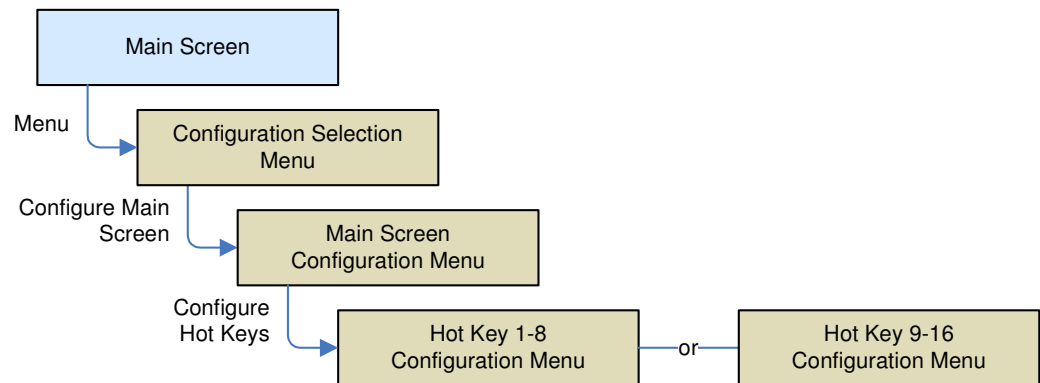 Main Screen
Menu
Configuration Selection
Menu
Configure Main
Screen
Main Screen
Configuration Menu
Configure
Hot Keys
Hot Key 1-8
Configuration Menu
or
Hot Key 9-16
Configuration Menu